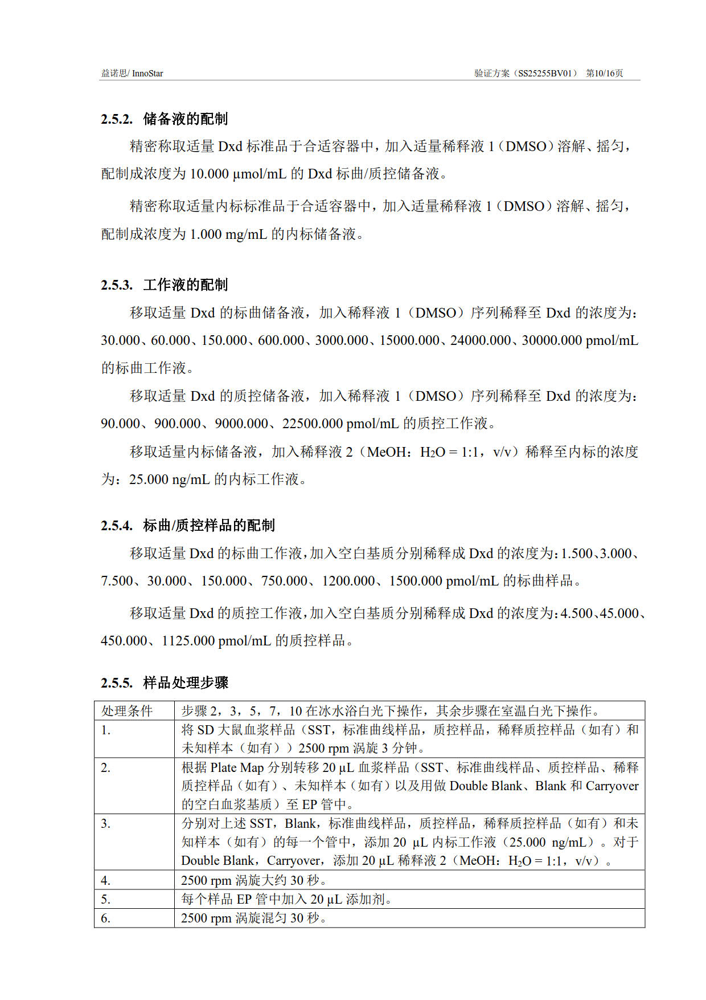 益诺思/ InnoStar 验证方案（SS25255BV01） 第10/16页
2.5.2. 储备液的配制
精密称取适量 Dxd 标准品于合适容器中，加入适量稀释液 1（DMSO）溶解、摇匀，
配制成浓度为 10.000 µmol/mL 的 Dxd 标曲/质控储备液。
精密称取适量内标标准品于合适容器中，加入适量稀释液 1（DMSO）溶解、摇匀，
配制成浓度为 1.000 mg/mL 的内标储备液。
2.5.3. 工作液的配制
移取适量 Dxd 的标曲储备液，加入稀释液 1（DMSO）序列稀释至 Dxd 的浓度为：
30.000、60.000、150.000、600.000、3000.000、15000.000、24000.000、30000.000 pmol/mL
的标曲工作液。
移取适量 Dxd 的质控储备液，加入稀释液 1（DMSO）序列稀释至 Dxd 的浓度为：
90.000、900.000、9000.000、22500.000 pmol/mL 的质控工作液。
移取适量内标储备液，加入稀释液 2（MeOH：H₂O = 1:1，v/v）稀释至内标的浓度
为：25.000 ng/mL 的内标工作液。
2.5.4. 标曲/质控样品的配制
移取适量 Dxd 的标曲工作液，加入空白基质分别稀释成 Dxd 的浓度为：1.500、3.000、
7.500、30.000、150.000、750.000、1200.000、1500.000 pmol/mL 的标曲样品。
移取适量 Dxd 的质控工作液，加入空白基质分别稀释成 Dxd 的浓度为：4.500、45.000、
450.000、1125.000 pmol/mL 的质控样品。
2.5.5. 样品处理步骤
处理条件 步骤 2，3，5，7，10 在冰水浴白光下操作，其余步骤在室温白光下操作。
1. 将 SD 大鼠血浆样品（SST，标准曲线样品，质控样品，稀释质控样品（如有）和
未知样本（如有））2500 rpm 涡旋 3 分钟。
2. 根据 Plate Map 分别转移 20 µL 血浆样品（SST、标准曲线样品、质控样品、稀释
质控样品（如有）、未知样本（如有）以及用做 Double Blank、Blank 和 Carryover
的空白血浆基质）至 EP 管中。
3. 分别对上述 SST，Blank，标准曲线样品，质控样品，稀释质控样品（如有）和未
知样本（如有）的每一个管中，添加 20 µL 内标工作液（25.000 ng/mL）。对于
Double Blank，Carryover，添加 20 µL 稀释液 2（MeOH：H₂O = 1:1，v/v）。
4. 2500 rpm 涡旋大约 30 秒。
5. 每个样品 EP 管中加入 20 µL 添加剂。
6. 2500 rpm 涡旋混匀 30 秒。